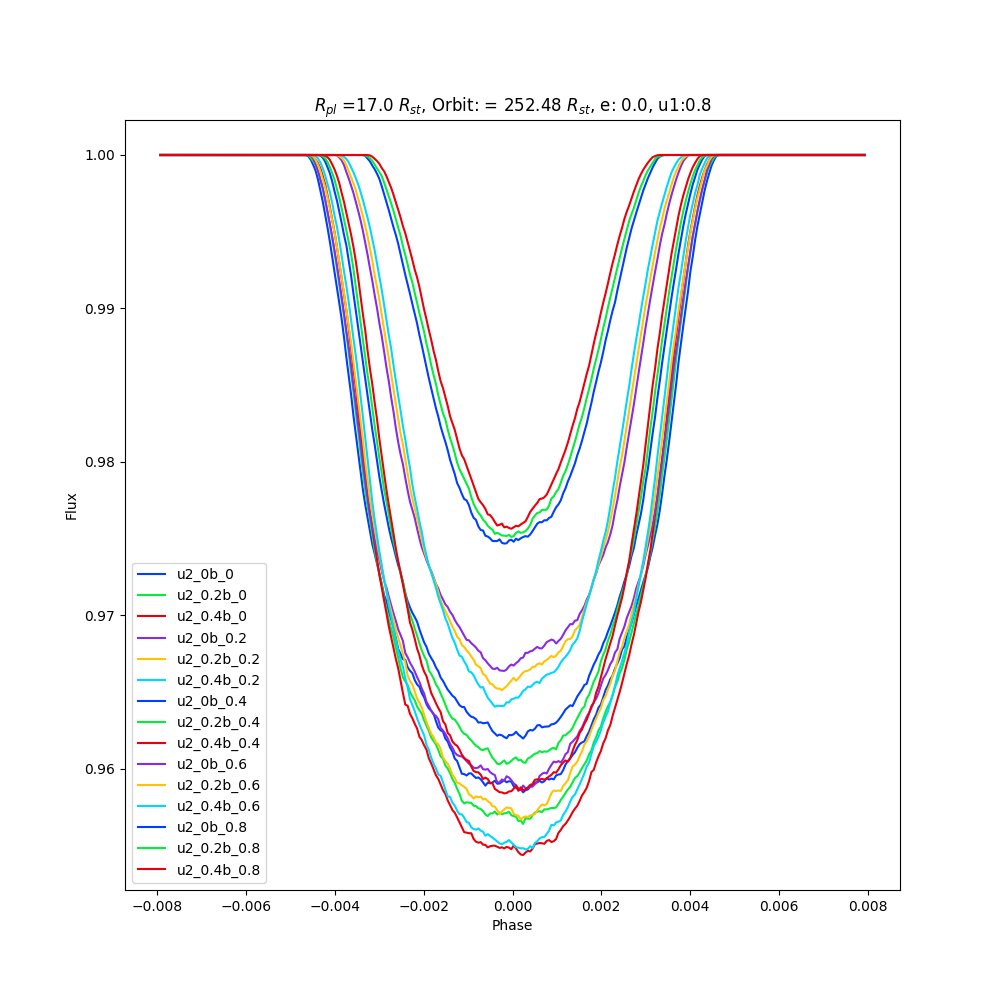 R_pl =17.0 R_st, Orbit: = 252.48 R_st, e: 0.0, u1:0.8
1.00
0.99
0.98
0.97
0.96
Flux
u2_0b_0
u2_0.2b_0
u2_0.4b_0
u2_0b_0.2
u2_0.2b_0.2
u2_0.4b_0.2
u2_0b_0.4
u2_0.2b_0.4
u2_0.4b_0.4
u2_0b_0.6
u2_0.2b_0.6
u2_0.4b_0.6
u2_0b_0.8
u2_0.2b_0.8
u2_0.4b_0.8
−0.008 −0.006 −0.004 −0.002 0.000 0.002 0.004 0.006 0.008
Phase